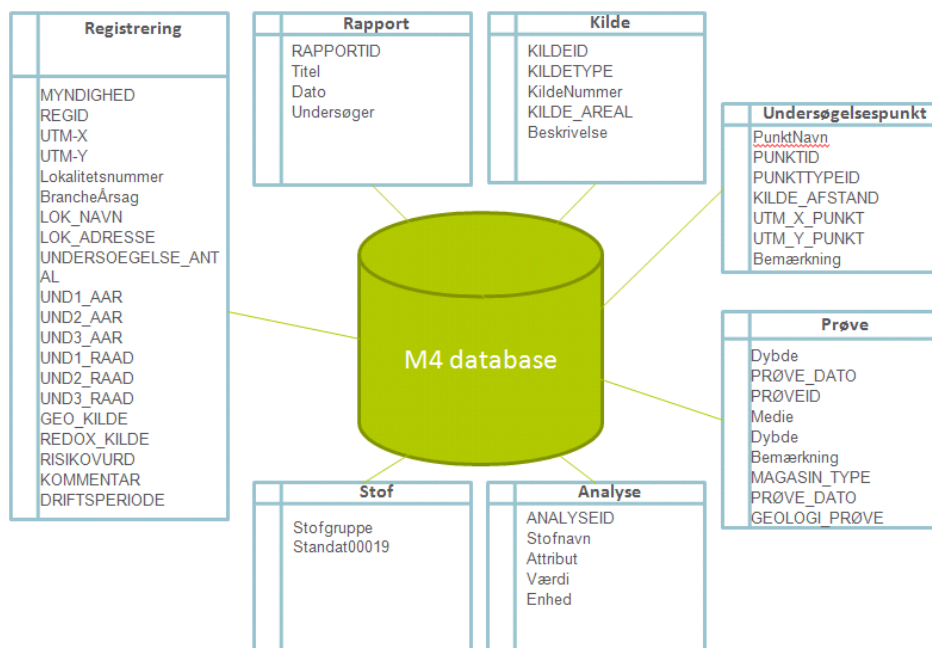 Registrering
MYNDIGHED
REGID
UTM-X
UTM-Y
Lokalitetsnummer
BrancheÅrsag
LOK_NAVN
LOK_ADRESSE
UNDERSOEGELSE_ANT
AL
UND1_AAR
UND2_AAR
UND3_AAR
UND1_RAAD
UND2_RAAD
UND3_RAAD
GEO_KILDE
REDOX_KILDE
RISIKOVURD
KOMMENTAR
DRIFTSPERIODE
Rapport
RAPPORTID
Titel
Dato
Undersøger
Kilde
KILDEID
KILDETYPE
KildeNummer
KILDE_AREAL
Beskrivelse
Undersøgelsespunkt
PunktNavn
PUNKTID
PUNKTTYPEID
KILDE_AFSTAND
UTM_X_PUNKT
UTM_Y_PUNKT
Bemærkning
M4 database
Prøve
Dybde
PRØVE_DATO
PRØVEID
Medie
Dybde
Bemærkning
MAGASIN_TYPE
PRØVE_DATO
GEOLOGI_PRØVE
Stof
Stofgruppe
Standat00019
Analyse
ANALYSEID
Stofnavn
Attribut
Værdi
Enhed